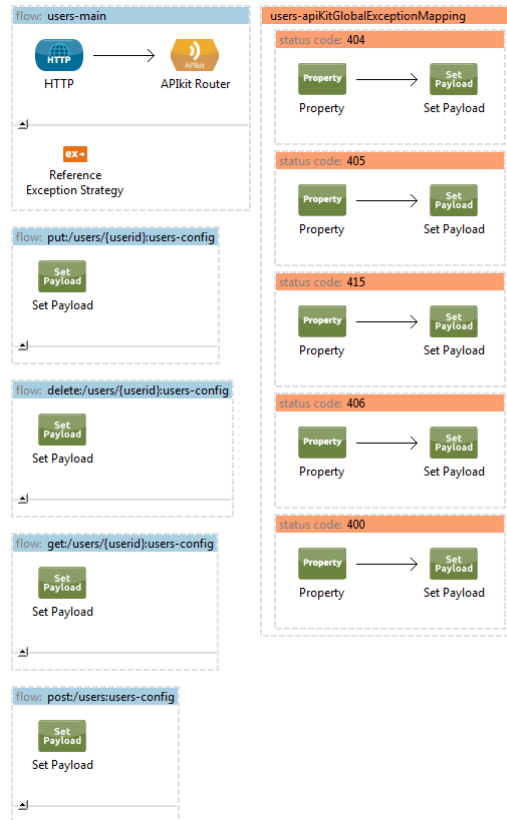 flow: users-main
HTTP
APIkit
HTTP
APIkit Router
ex
Reference
Exception Strategy
flow: put:/users/{userid}:users-config
Set
Payload
Set Payload
flow: delete:/users/{userid}:users-config
Set
Payload
Set Payload
flow: get:/users/{userid}:users-config
Set
Payload
Set Payload
flow: post:/users:users-config
Set
Payload
Set Payload
users-apiKitGlobalExceptionMapping
status code: 404
Property
Set
Payload
Property
Set Payload
status code: 405
Property
Set
Payload
Property
Set Payload
status code: 415
Property
Set
Payload
Property
Set Payload
status code: 406
Property
Set
Payload
Property
Set Payload
status code: 400
Property
Set
Payload
Property
Set Payload